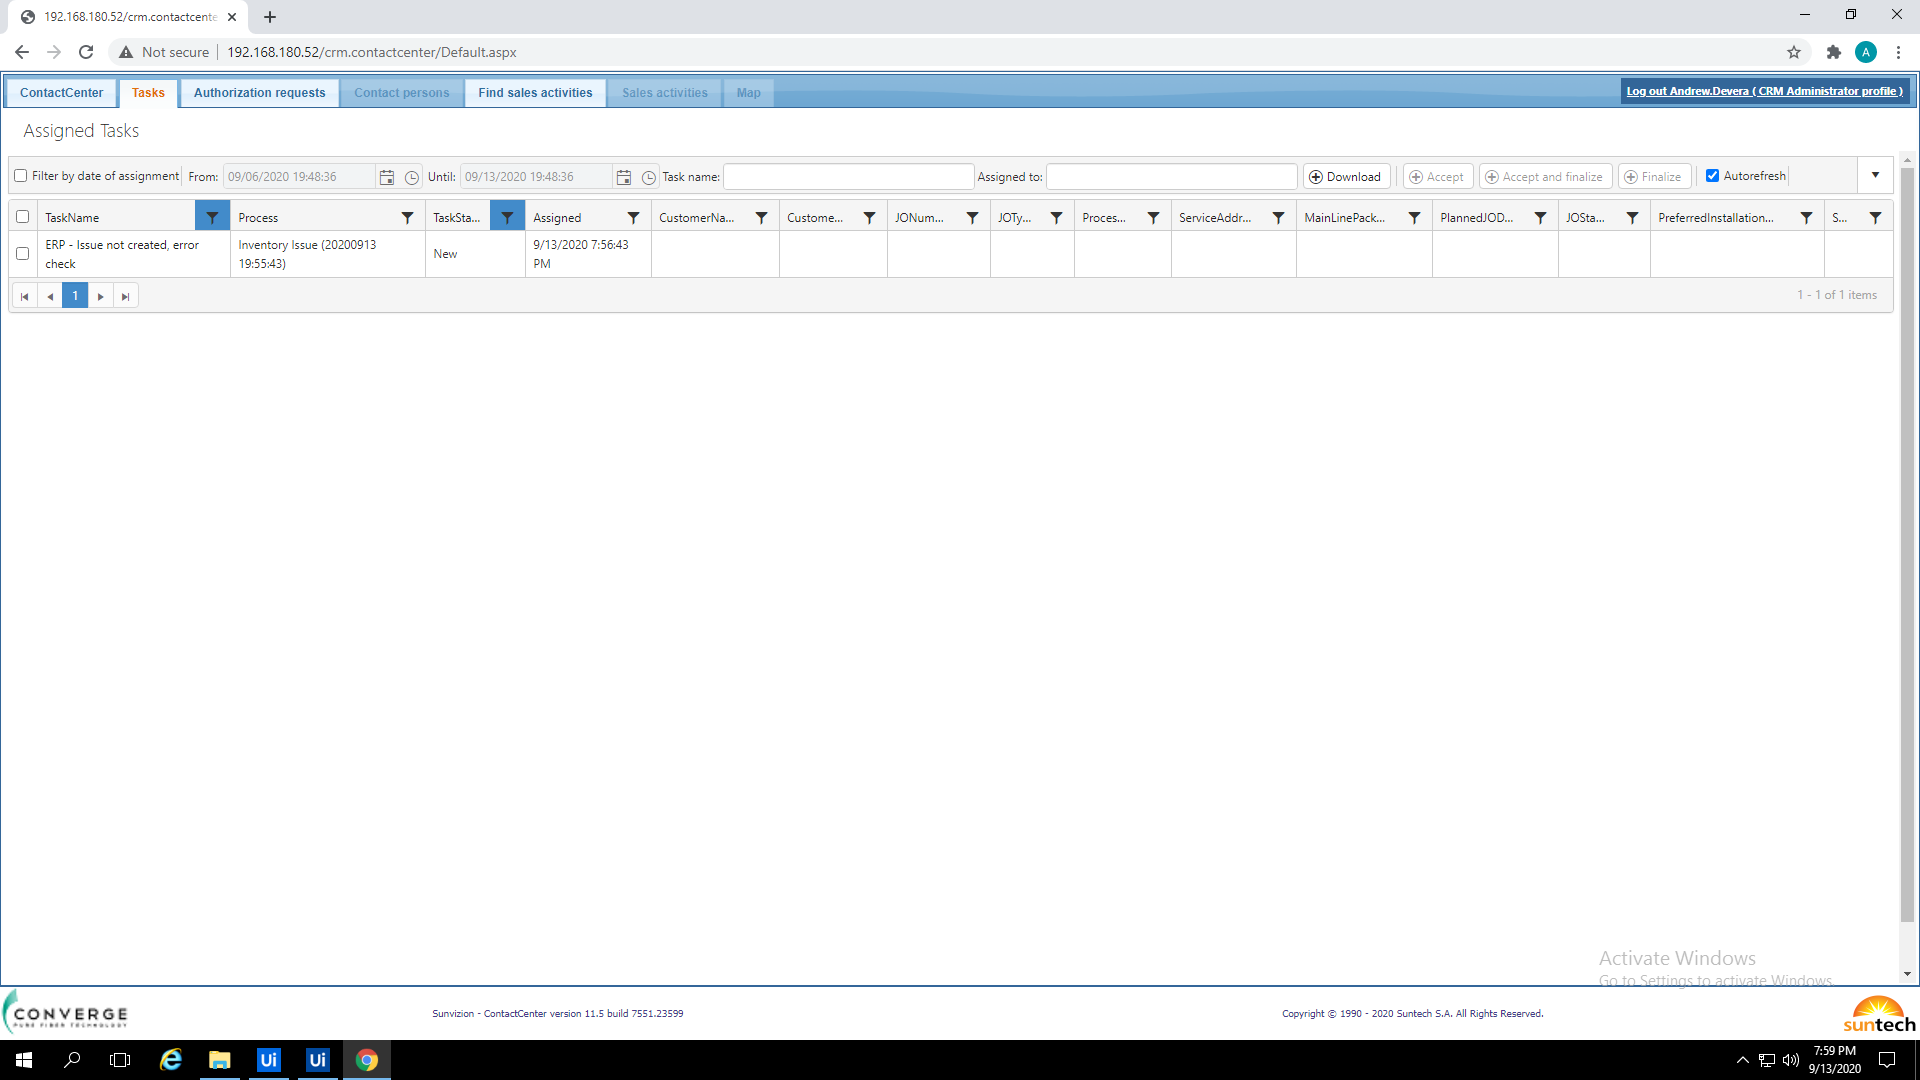 192.168.180.52/crm.contactcente
Not secure
192.168.180.52/crm.contactcenter/Default.aspx
A
ContactCenter
Tasks
Authorization requests
Contact persons
Find sales activities
Sales activities
Map
Log out Andrew.Devera ( CRM Administrator profile )
Assigned Tasks
Filter by date of assignment
From:
09/06/2020 19:48:36
Until:
09/13/2020 19:48:36
Task name:
Assigned to:
Download
Accept
Accept and finalize
Finalize
Autorefresh
TaskName
Process
TaskSta...
Assigned
CustomerNa...
Custome...
JONum...
JOTy...
Proces...
ServiceAddr...
MainLinePack...
PlannedJOD...
JOSta...
PreferredInstallation...
S...
ERP - Issue not created, error
check
Inventory Issue (20200913
19:55:43)
New
9/13/2020 7:56:43
PM
1
1 - 1 of 1 items
Activate Windows
Go to Settings to activate Windows.
CONVERGE
PURE FIBER TECHNOLOGY
Sunvizion - ContactCenter version 11.5 build 7551.23599
Copyright © 1990 - 2020 Suntech S.A. All Rights Reserved.
suntech
Ui
Ui
7:59 PM
9/13/2020